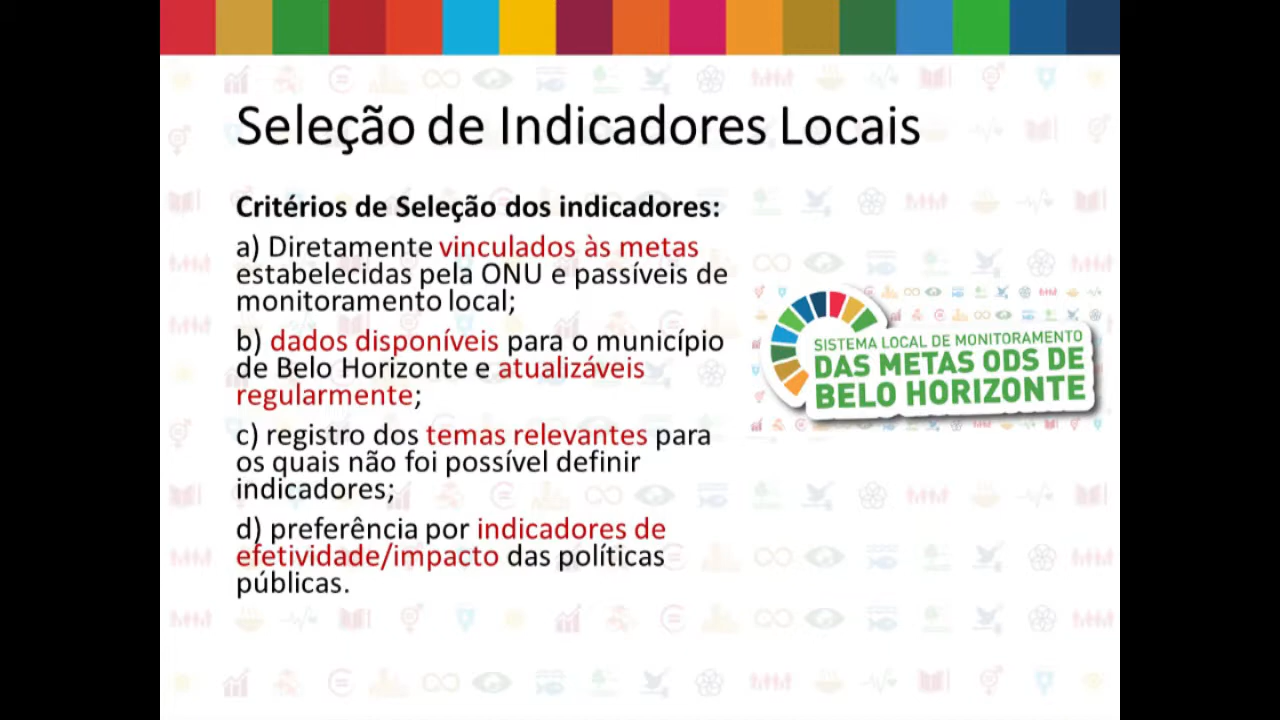 Seleção de Indicadores Locais
Critérios de Seleção dos indicadores:
a) Diretamente vinculados às metas
estabelecidas pela ONU e passíveis de
monitoramento local;
b) dados disponíveis para o município
de Belo Horizonte e atualizáveis
regularmente;
c) registro dos temas relevantes para
os quais não foi possível definir
indicadores;
d) preferência por indicadores de
efetividade/impacto das políticas
públicas.
SISTEMA LOCAL DE MONITORAMENTO
DAS METAS ODS DE
BELO HORIZONTE